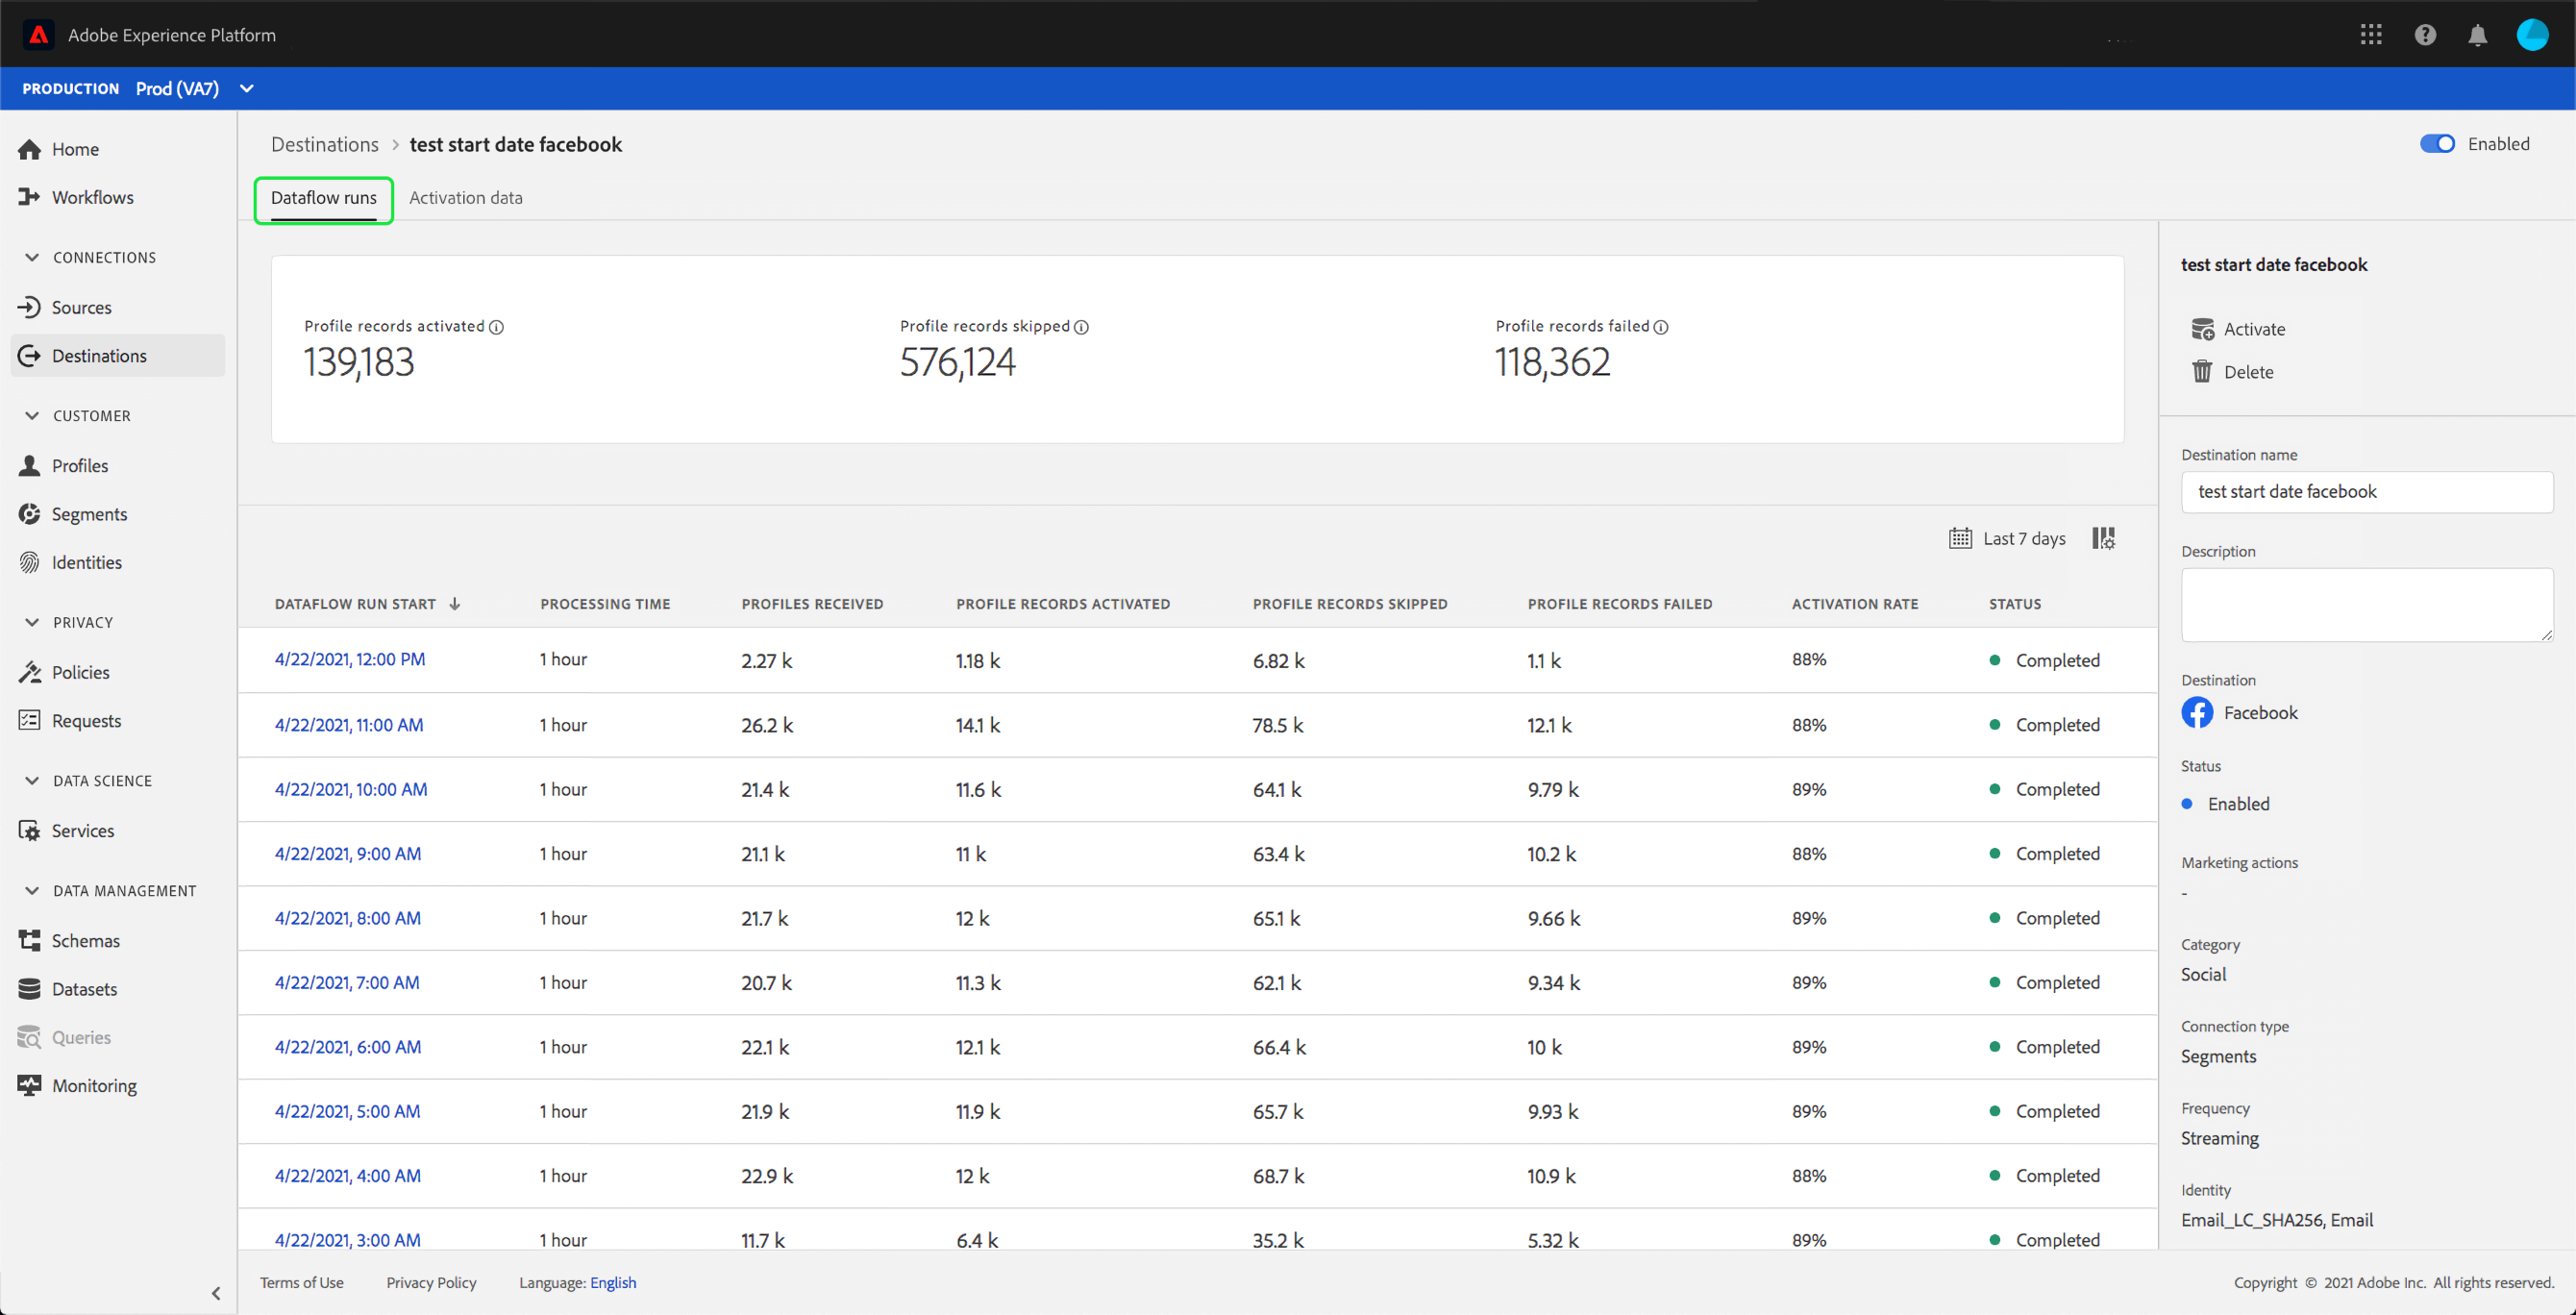 Adobe Experience Platform
PRODUCTION Prod (VA7)
Home
Workflows
CONNECTIONS
Sources
Destinations
CUSTOMER
Profiles
Segments
Identities
PRIVACY
Policies
Requests
DATA SCIENCE
Services
DATA MANAGEMENT
Schemas
Datasets
Queries
Monitoring
Destinations > test start date facebook
Enabled
Dataflow runs Activation data
Profile records activated
139,183
Profile records skipped
576,124
Profile records failed
118,362
Last 7 days
DATAFLOW RUN START PROCESSING TIME PROFILES RECEIVED PROFILE RECORDS ACTIVATED PROFILE RECORDS SKIPPED PROFILE RECORDS FAILED ACTIVATION RATE STATUS
4/22/2021, 12:00 PM 1 hour 2.27 k 1.18 k 6.82 k 1.1 k 88% Completed
4/22/2021, 11:00 AM 1 hour 26.2 k 14.1 k 78.5 k 12.1 k 88% Completed
4/22/2021, 10:00 AM 1 hour 21.4 k 11.6 k 64.1 k 9.79 k 89% Completed
4/22/2021, 9:00 AM 1 hour 21.1 k 11 k 63.4 k 10.2 k 88% Completed
4/22/2021, 8:00 AM 1 hour 21.7 k 12 k 65.1 k 9.66 k 89% Completed
4/22/2021, 7:00 AM 1 hour 20.7 k 11.3 k 62.1 k 9.34 k 89% Completed
4/22/2021, 6:00 AM 1 hour 22.1 k 12.1 k 66.4 k 10 k 89% Completed
4/22/2021, 5:00 AM 1 hour 21.9 k 11.9 k 65.7 k 9.93 k 89% Completed
4/22/2021, 4:00 AM 1 hour 22.9 k 12 k 68.7 k 10.9 k 88% Completed
4/22/2021, 3:00 AM 1 hour 11.7 k 6.4 k 35.2 k 5.32 k 89% Completed
test start date facebook
Activate
Delete
Destination name
test start date facebook
Description
Destination
Facebook
Status
Enabled
Marketing actions
-
Category
Social
Connection type
Segments
Frequency
Streaming
Identity
Email_LC_SHA256, Email
Terms of Use Privacy Policy Language: English
Copyright © 2021 Adobe Inc. All rights reserved.